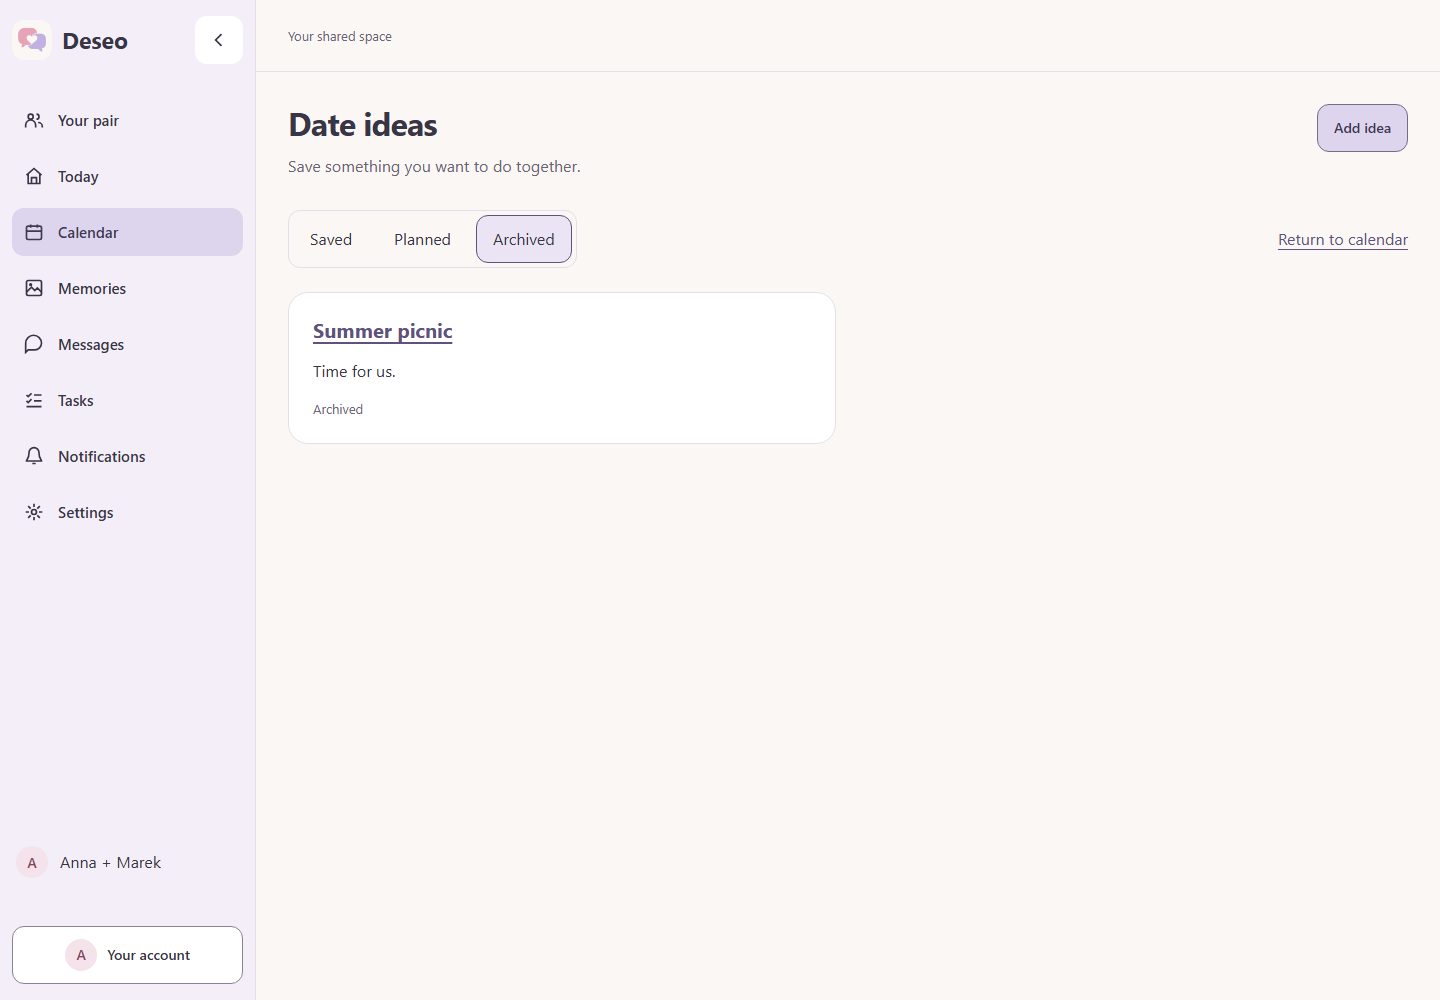 Deseo
Your pair
Today
Calendar
Memories
Messages
Tasks
Notifications
Settings
A Anna + Marek
A Your account
Your shared space
Date ideas
Add idea
Save something you want to do together.
Saved Planned Archived
Return to calendar
Summer picnic
Time for us.
Archived